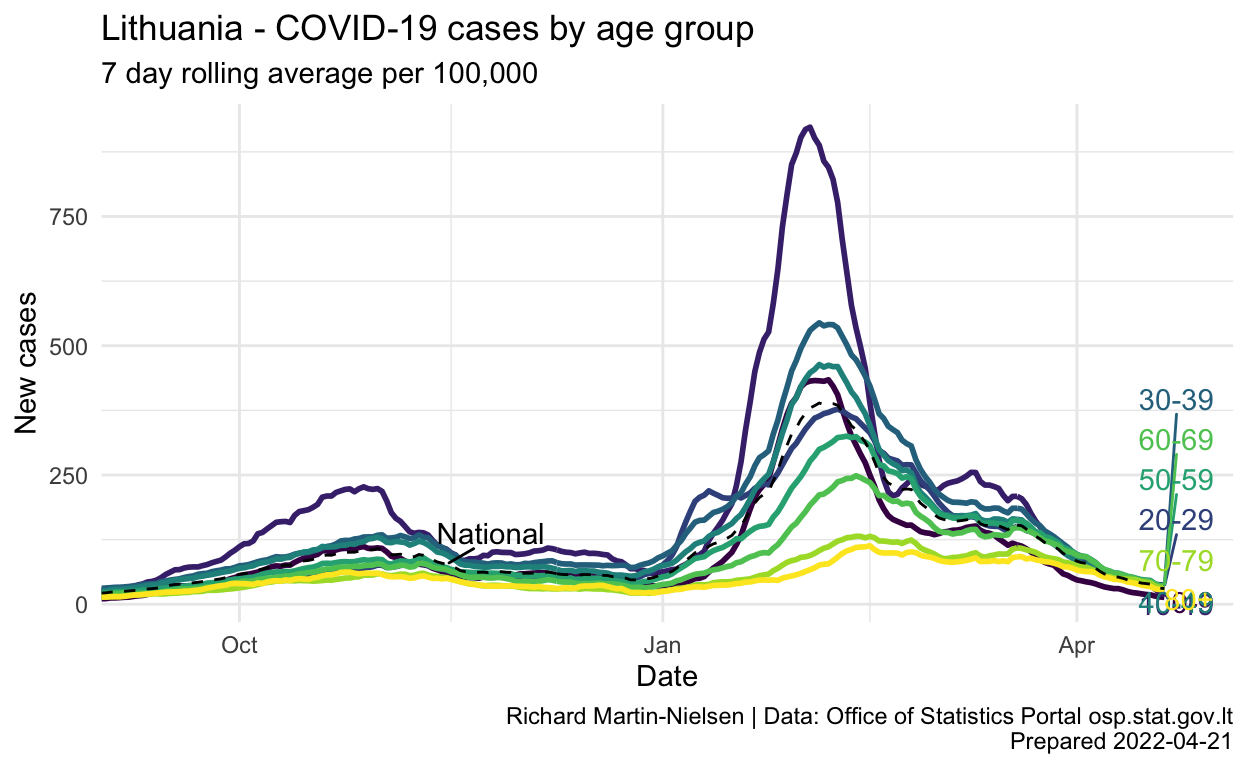 Lithuania - COVID-19 cases by age group
7 day rolling average per 100,000
New cases
750
500
250
0
National
30-39
60-69
50-59
20-29
70-79
80+
Oct
Jan
Apr
Date
Richard Martin-Nielsen | Data: Office of Statistics Portal osp.stat.gov.lt
Prepared 2022-04-21